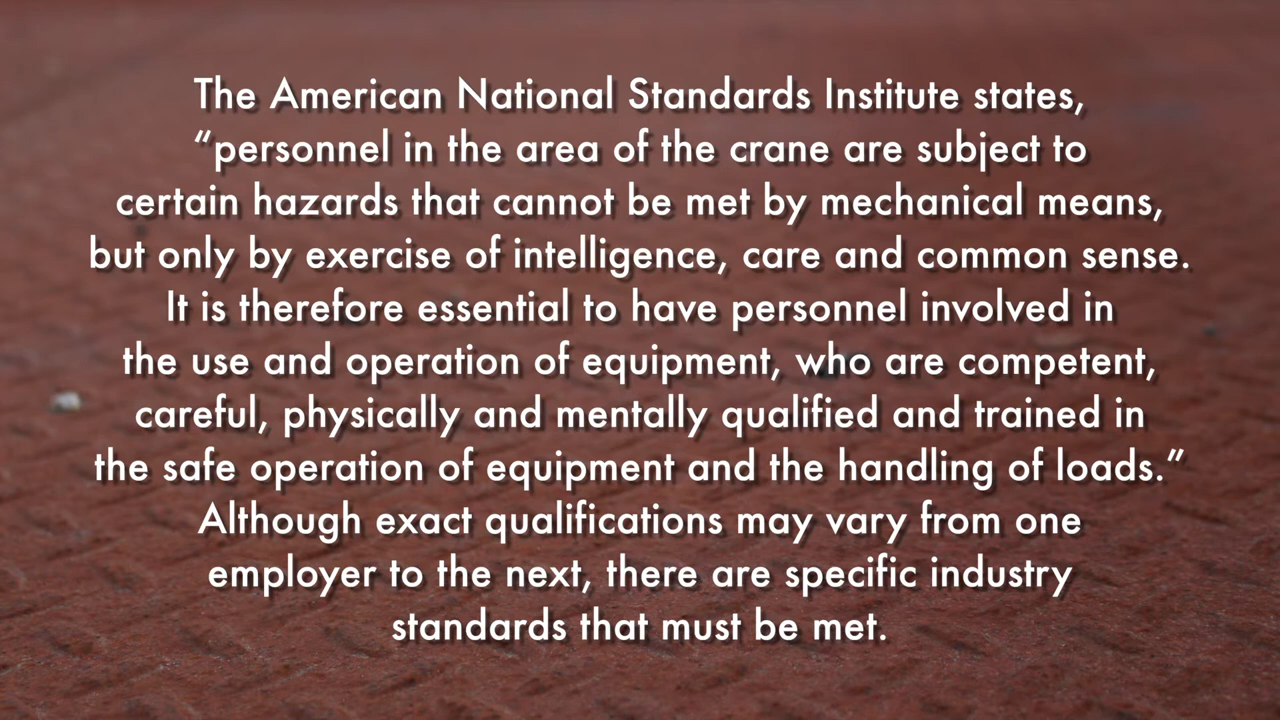 The American National Standards Institute states,
“personnel in the area of the crane are subject to
certain hazards that cannot be met by mechanical means,
but only by exercise of intelligence, care and common sense.
It is therefore essential to have personnel involved in
the use and operation of equipment, who are competent,
careful, physically and mentally qualified and trained in
the safe operation of equipment and the handling of loads.”
Although exact qualifications may vary from one
employer to the next, there are specific industry
standards that must be met.